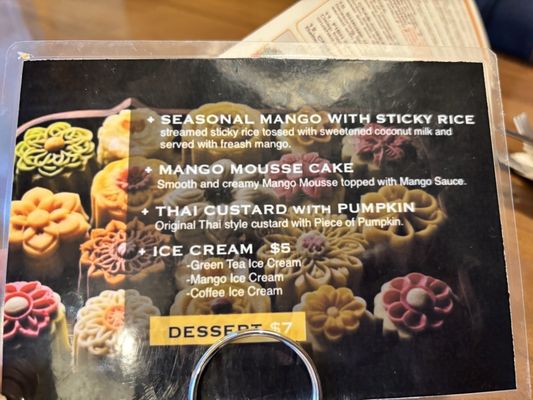 + SEASONAL MANGO WITH STICKY RICE
streamed sticky rice tossed with sweetened coconut milk and
served with freash mango.
+ MANGO MOUSSE CAKE
Smooth and creamy Mango Mousse topped with Mango Sauce.
+ THAI CUSTARD WITH PUMPKIN
Original Thai style custard with Piece of Pumpkin.
+ ICE CREAM $5
-Green Tea Ice Cream
-Mango Ice Cream
-Coffee Ice Cream
DESSERT $7